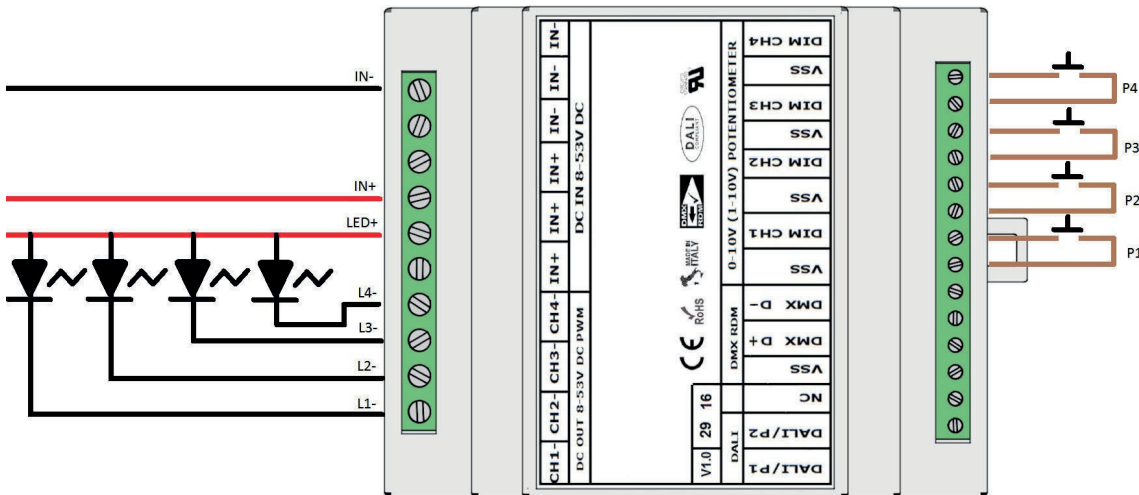 IN-
IN+
LED+
L4-
L3-
L2-
L1-
IN-
IN-
IN-
IN+
IN+
IN+
CH4-
CH3-
CH2-
CH1-
DC IN 8-53V DC
DC OUT 8-53V DC PWM
DALI
DMX
RDM
MADE IN
ITALY
RoHS
CE
V1.0 29 16
0-10V (1-10V) POTENTIOMETER
DMX RDM
DALI
DIM CH4
VSS
DIM CH3
VSS
DIM CH2
VSS
DIM CH1
VSS
DMX D-
DMX D+
VSS
NC
DALI/P2
DALI/P1
P4
P3
P2
P1